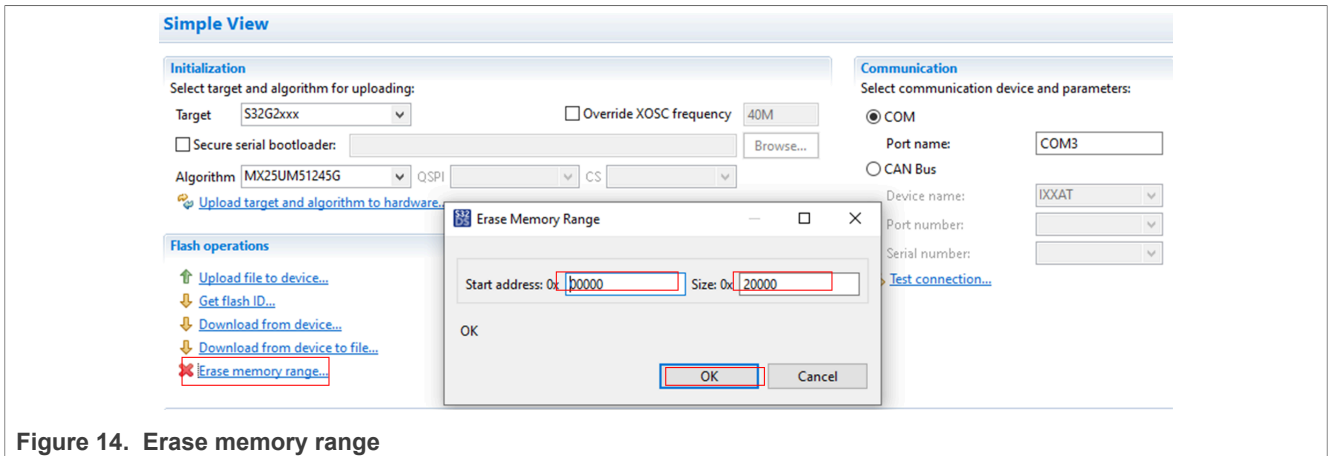 Simple View
Initialization
Select target and algorithm for uploading:
Target S32G2xxx Override XOSC frequency 40M
Secure serial bootloader: Browse...
Algorithm MX25UM51245G QSPI CS
Upload target and algorithm to hardware...
Communication
Select communication device and parameters:
COM
Port name: COM3
CAN Bus
Device name: IXXAT
Port number:
Serial number:
Test connection...
Flash operations
Upload file to device...
Get flash ID...
Download from device...
Download from device to file...
Erase memory range...
S32 DS Erase Memory Range
Start address: 0x 00000 Size: 0x 20000
OK
OK Cancel
Figure 14. Erase memory range